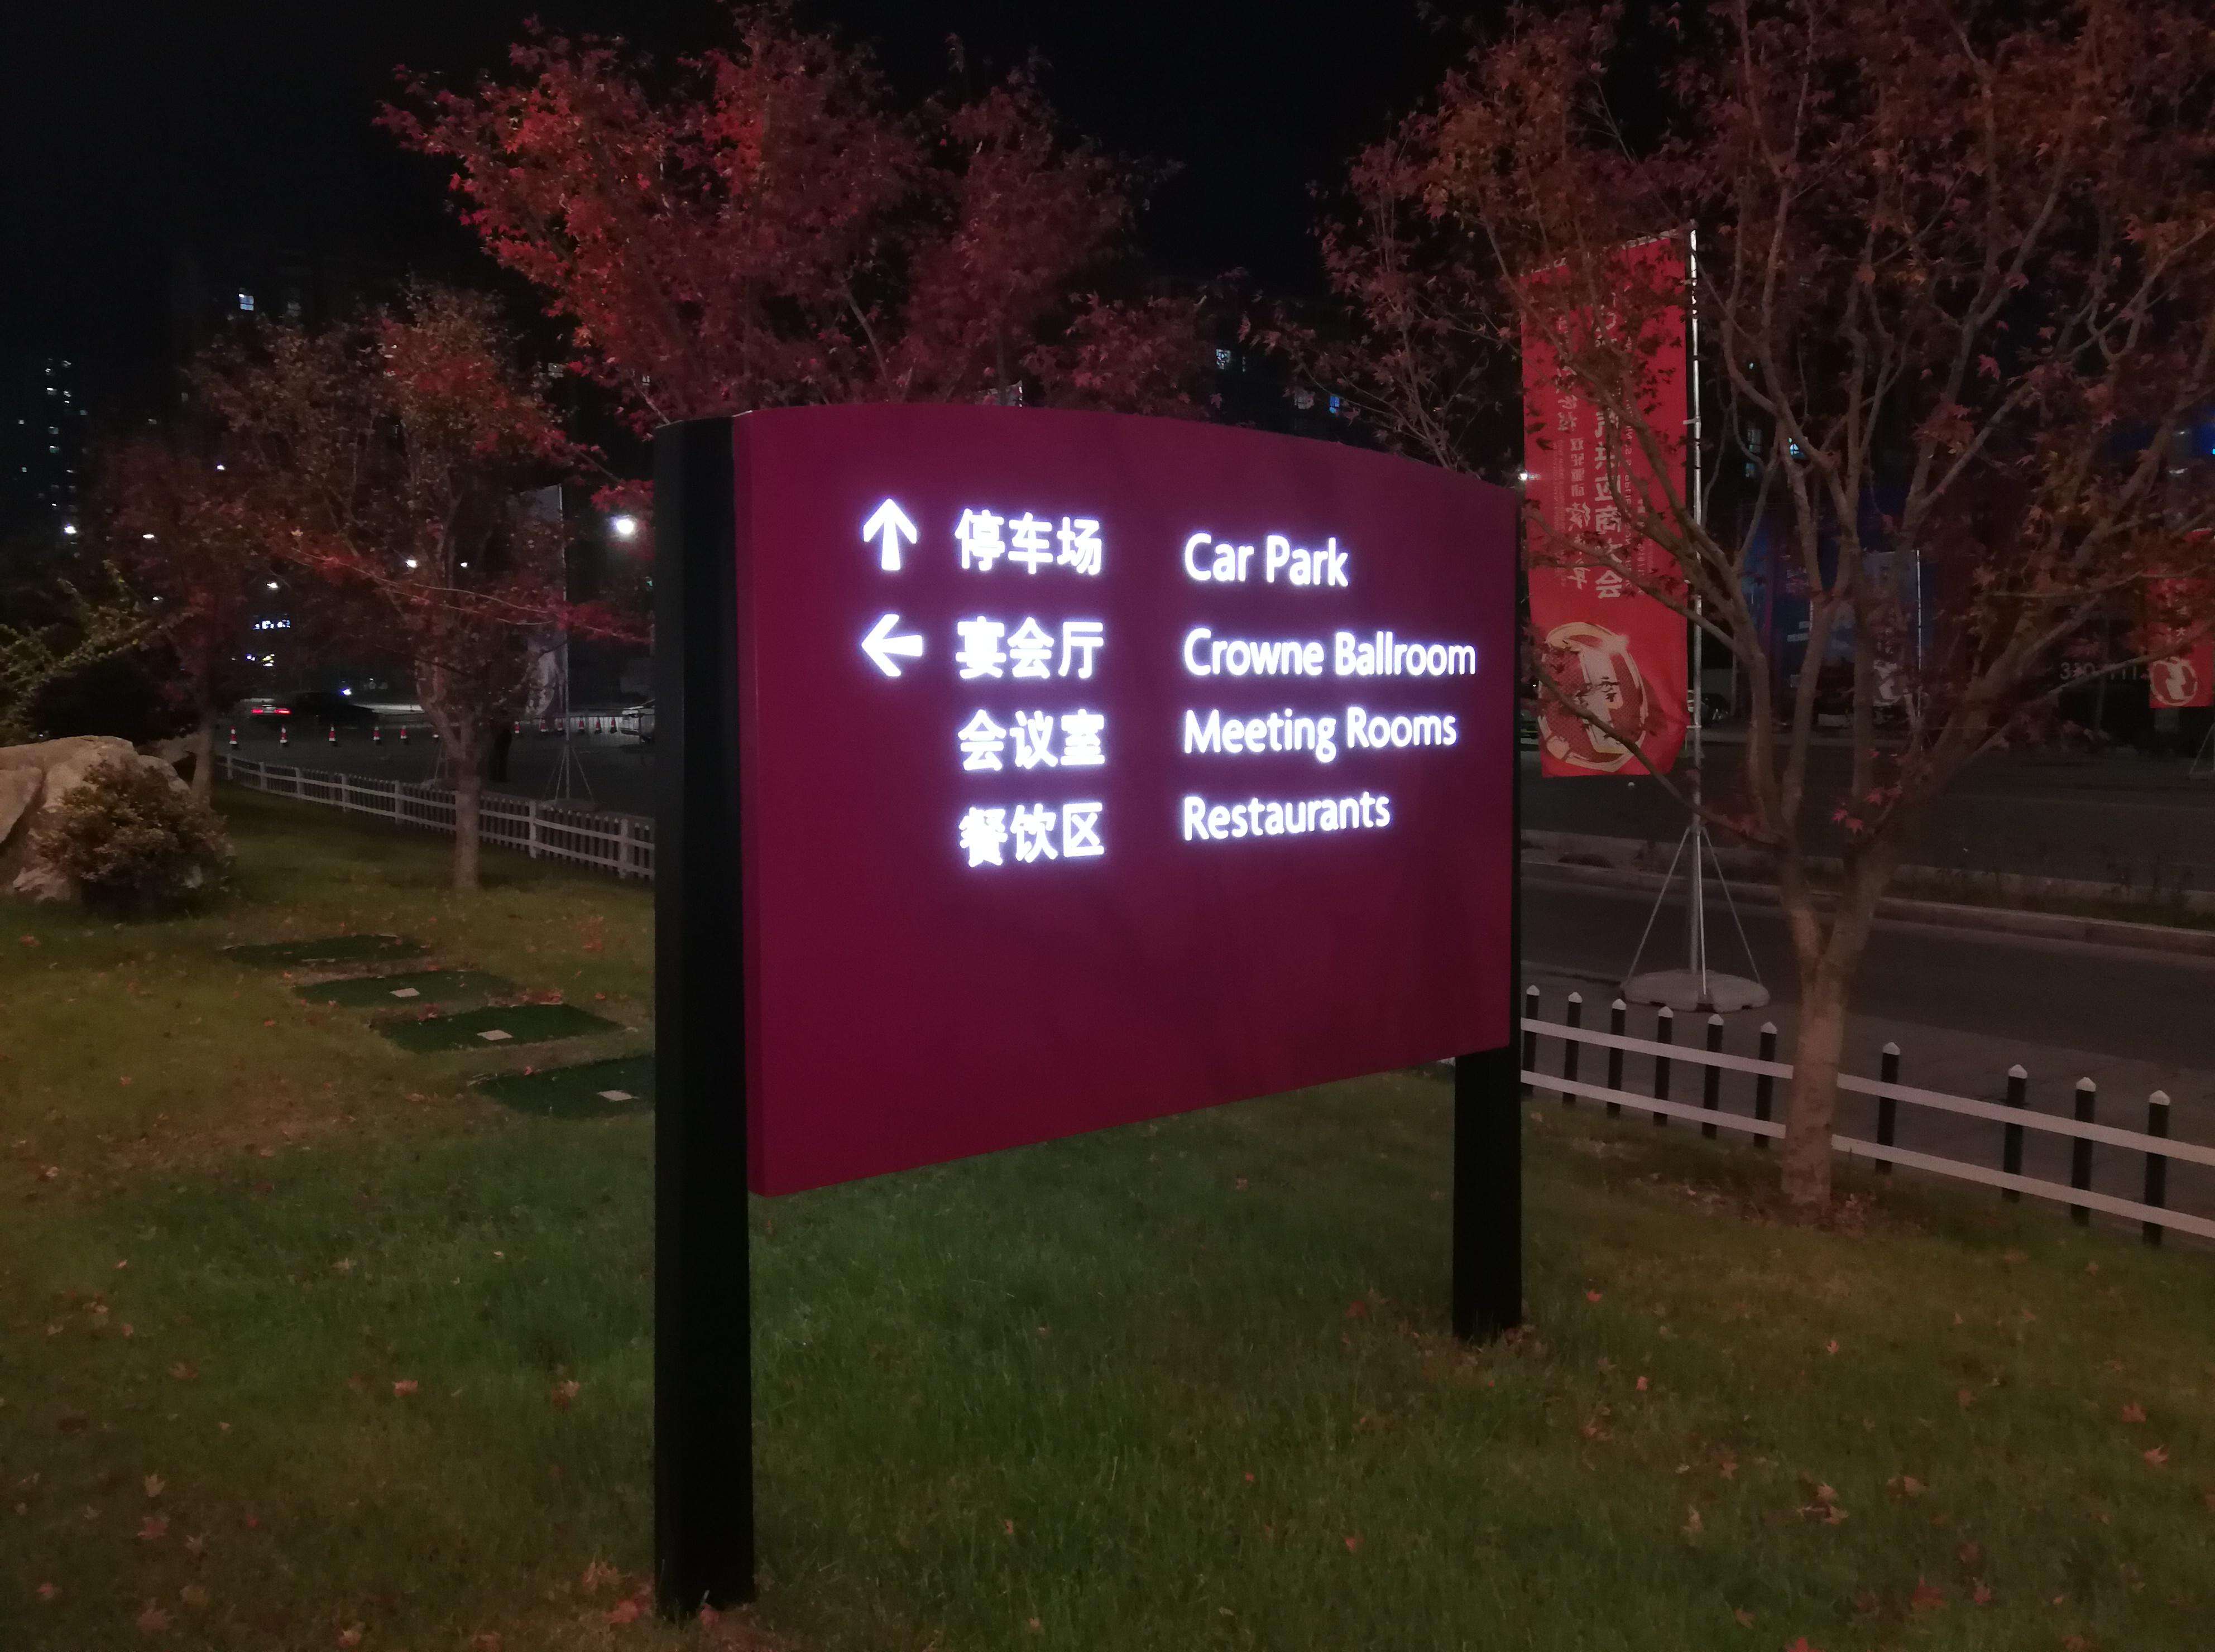 停车场 Car Park
宴会厅 Crowne Ballroom
会议室 Meeting Rooms
餐饮区 Restaurants